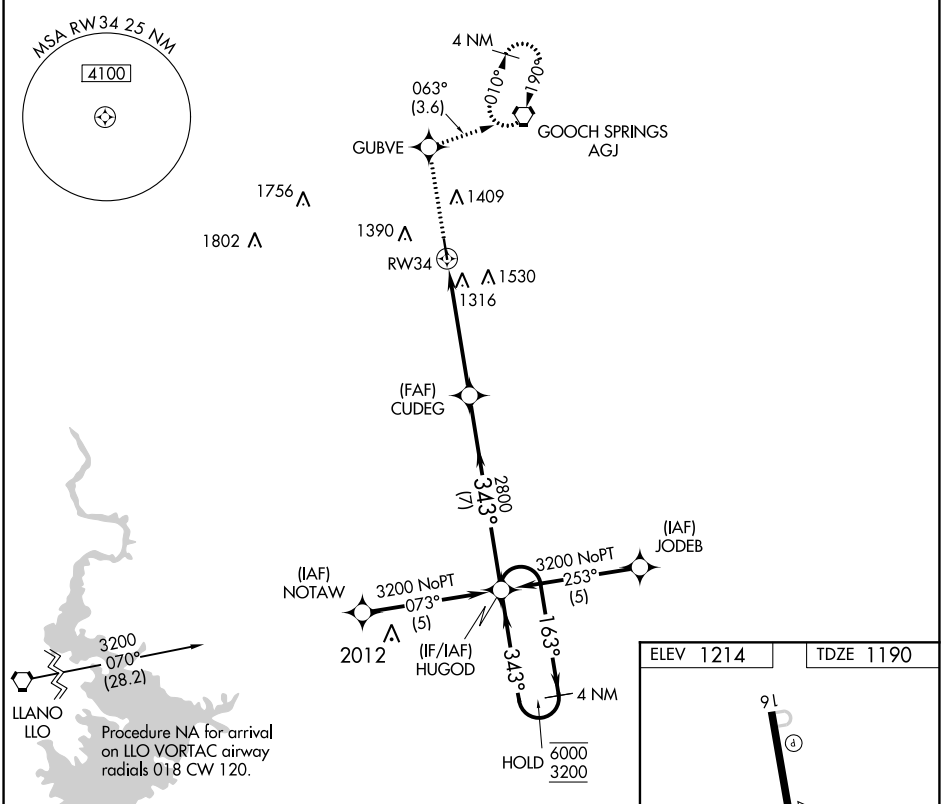 MSA RW34 25 NM
4100
4 NM
010°
190°
063°
(3.6)
GUBVE
GOOCH SPRINGS
AGJ
1756
1409
1802
1390
RW34
1530
1316
(FAF)
CUDEG
2800
343°
(7)
(IAF)
JODEB
(IAF)
NOTAW
3200 NoPT
073°
(5)
3200 NoPT
253°
(5)
2012
(IF/IAF)
HUGOD
343°
163°
4 NM
HOLD
6000
3200
3200
070°
(28.2)
LLANO
LLO
Procedure NA for arrival
on LLO VORTAC airway
radials 018 CW 120.
ELEV 1214
TDZE 1190
16
P